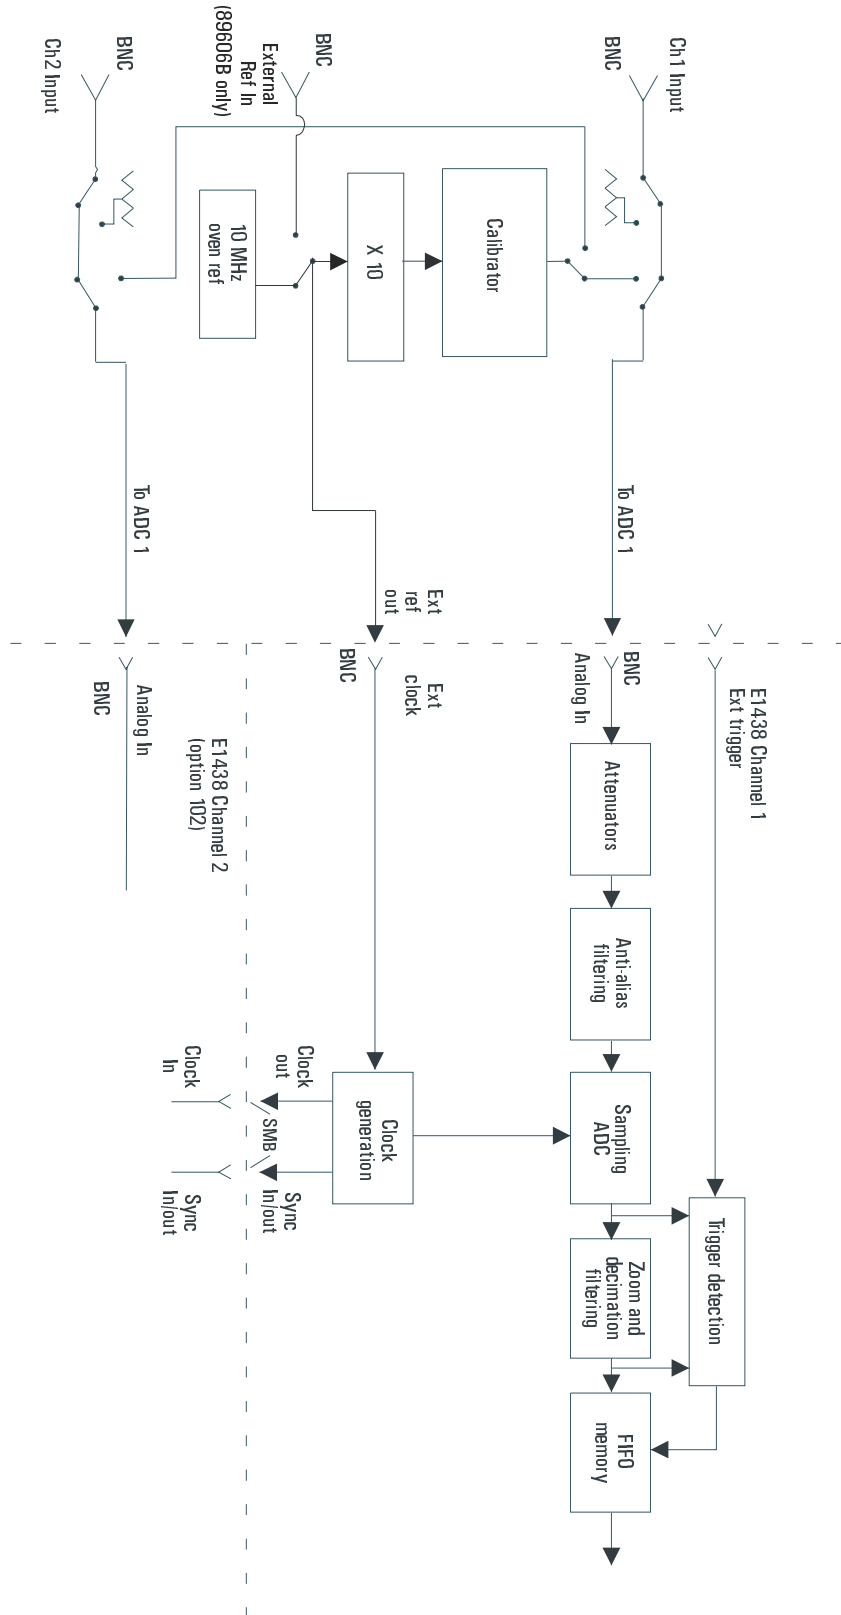 Ch1 Input
BNC
Calibrator
X 10
BNC
External
Ref In
(89606B only)
10 MHz
oven ref
BNC
Ch2 Input
To ADC 1
To ADC 1
Ext
ref
out
E1438 Channel 1
Ext trigger
BNC
Analog In
Attenuators
Anti-alias
filtering
Sampling
ADC
Trigger detection
Zoom and
decimation
filtering
FIFO
memory
BNC
Ext
clock
Clock
generation
Clock
out
SMB
Sync
In/out
Clock
In
Sync
In/out
E1438 Channel 2
(option 102)
Analog In
BNC